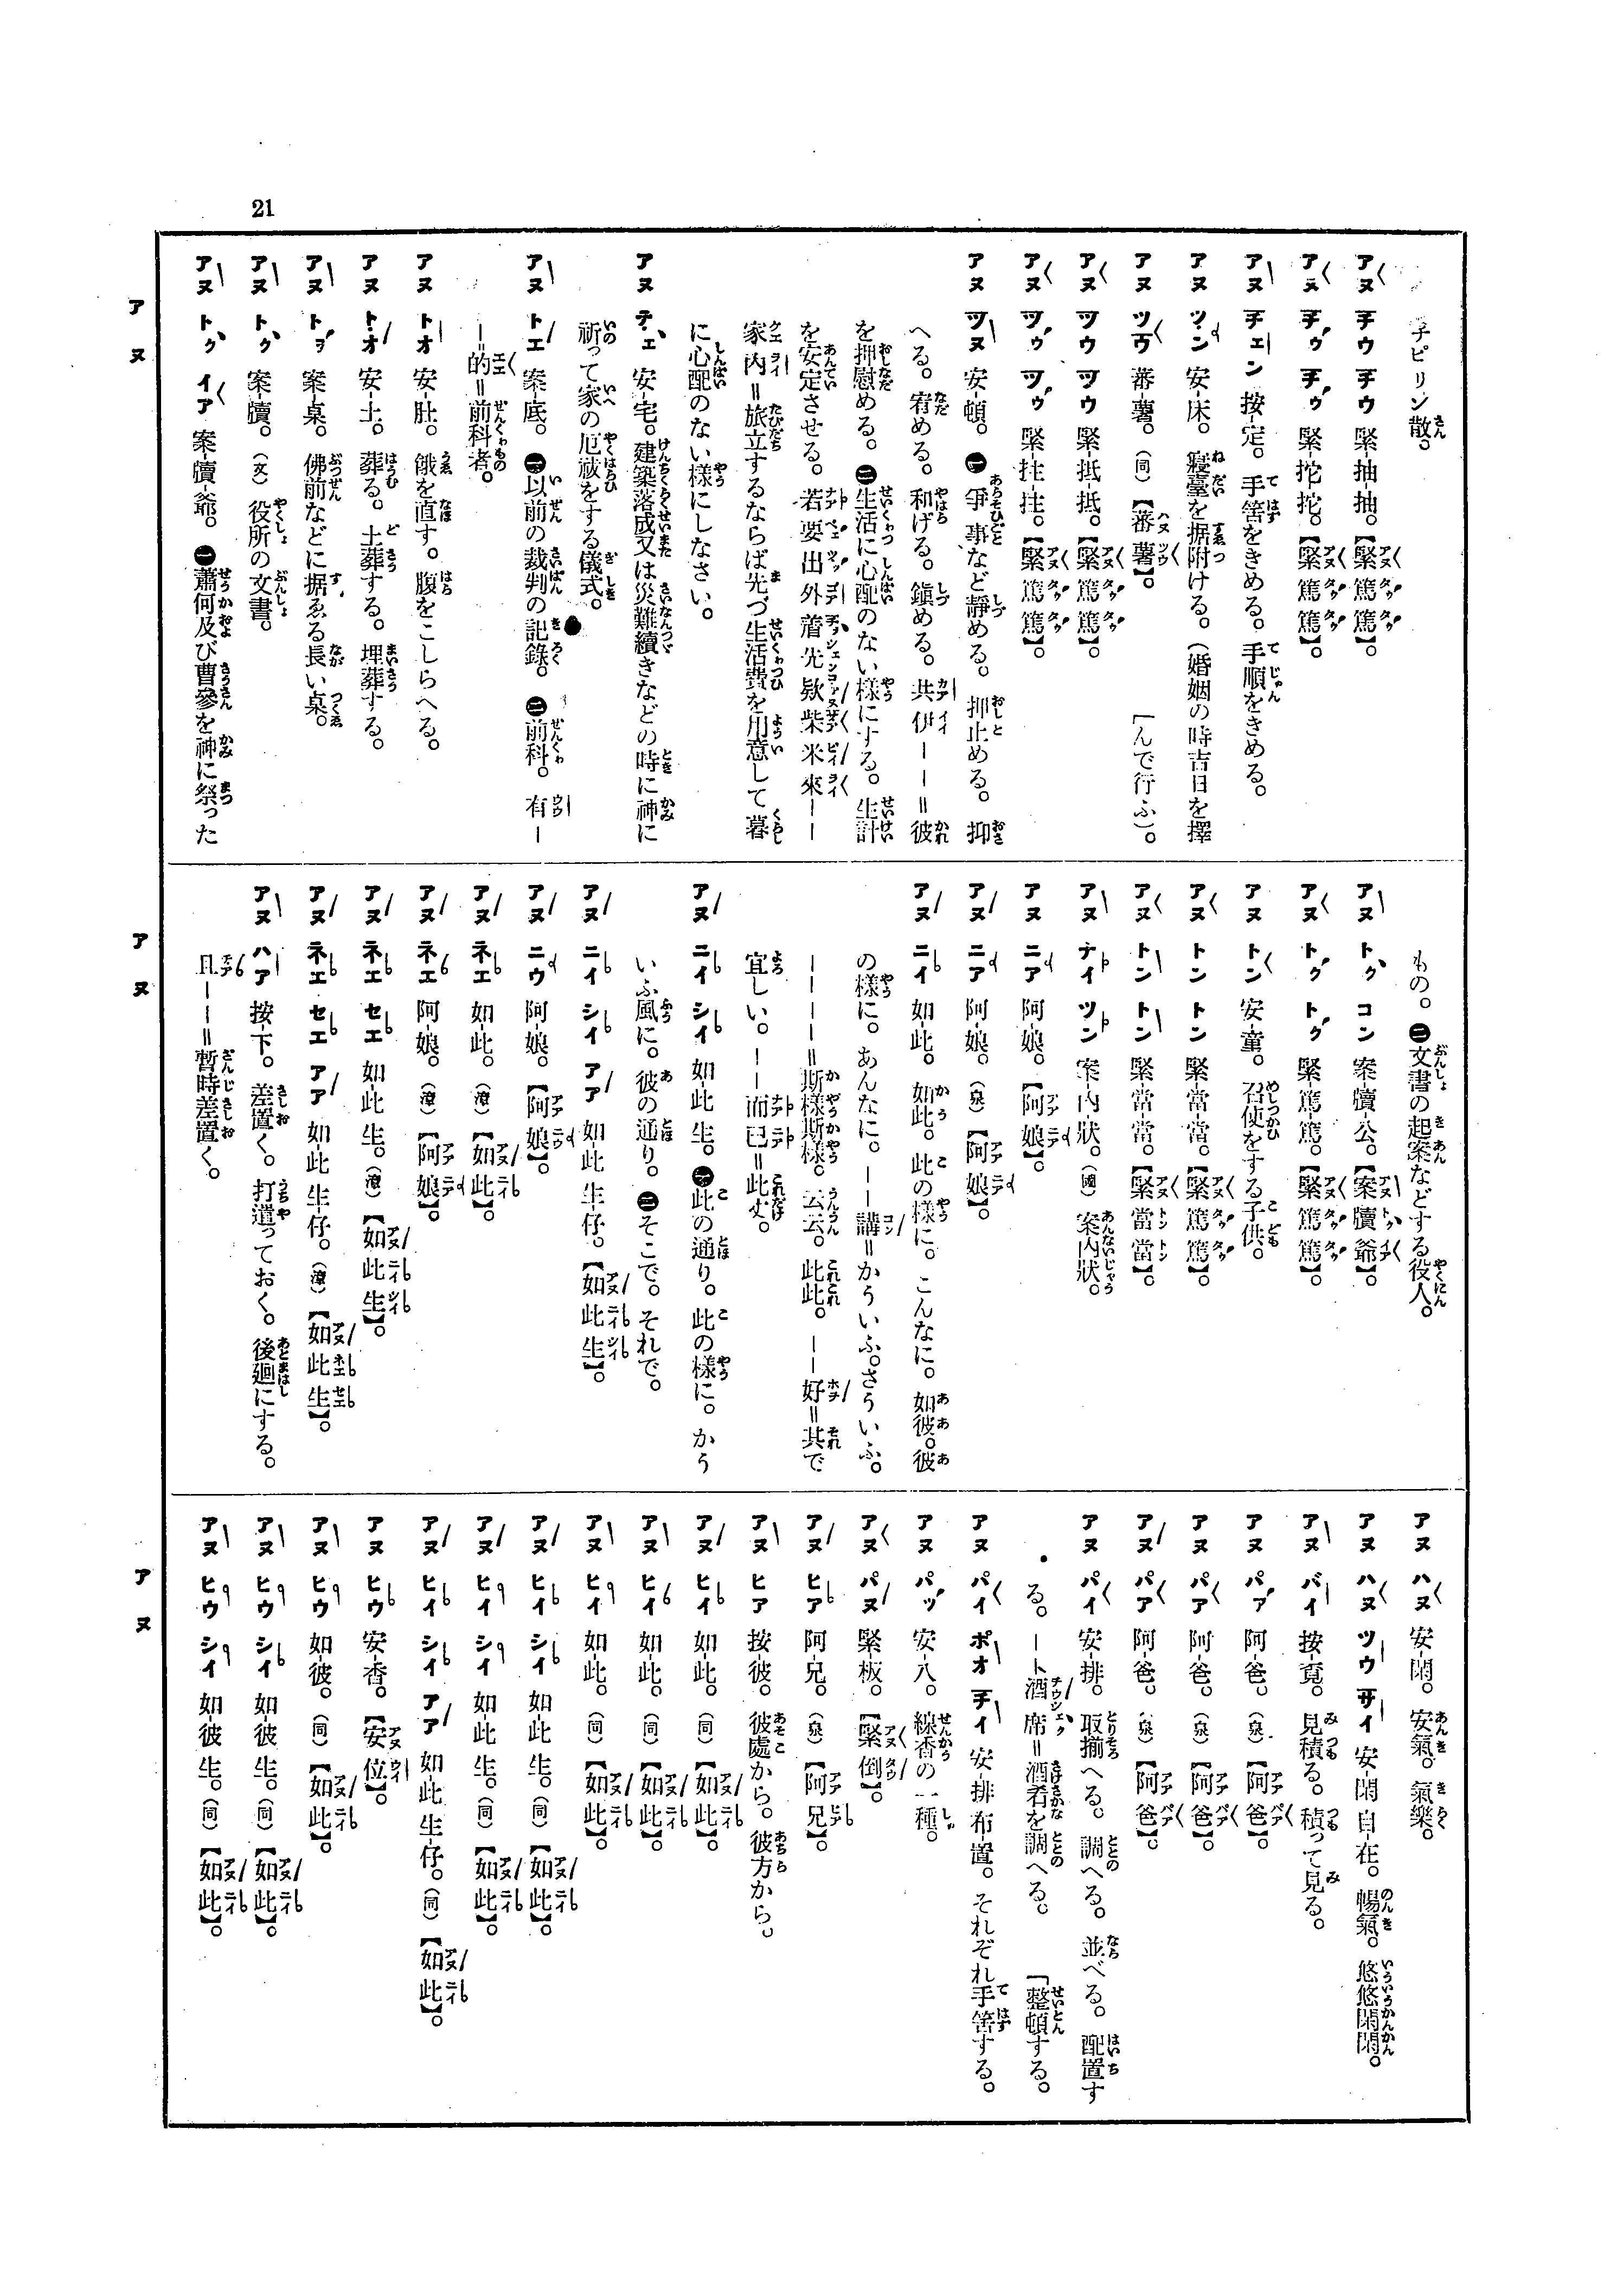 21
チピリン散。
アヌ チウ チウ 緊抽抽。【緊篤篤】。
アヌ チゥ チゥ 緊拕拕。【緊篤篤】。
アヌ チェン 按-定。手筈をきめる。手順をきめる。
アヌ ツン 安-床。寢臺を据附ける。(婚姻の時吉日を擇
アヌ ツウ 蕃-薯。(同)【蕃薯】。 「んで行ふ)。
アヌ ツウ ツウ 緊抵-抵。【緊篤篤】。
アヌ ツゥ ツゥ 緊拄-拄。【緊篤篤】。
アヌ ツヌ 安-頓。㊀爭事など靜める。押止める。抑
へる。宥める。和げる。鎭める。共伊——=彼
を押慰める。㊁生活に心配のない樣にする。生計
を安定させる。若要出外着先欵柴米來——
家內=旅立するならば先づ生活費を用意して暮
に心配のない樣にしなさい。
アヌ テェ 安-宅。建築落成又は災難續きなどの時に神に
祈って家の厄祓をする儀式。
アヌ トエ 案-底。㊀以前の裁判の記錄。㊁前科。有—
—的=前科者。
アヌ トオ 安-肚。餓を直す。腹をこしらへる。
アヌ トオ 安-土。葬る。土葬する。埋葬する。
アヌ トヲ 案-桌。佛前などに据ゑる長い桌。
アヌ トク 案-牘。(文)役所の文書。
アヌ トク イア 案-牘-爺。㊀蕭何及び曹參を神に祭った
アヌ
もの。㊁文書の起案などする役人。
アヌ トク コン 案牘公。【案牘爺】。
アヌ トク トク 緊篤-篤。【緊篤篤】。
アヌ トン 安-童。召使をする子供。
アヌ トン トン 緊當-當。【緊篤篤】。
アヌ トン トン 緊當-當。【緊當當】。
アヌ ナイ ツン 案-內-狀。(國)案內狀。
アヌ ニア 阿-娘。【阿娘】。
アヌ ニア 阿-娘。(泉)【阿娘】。
アヌ ニイ 如-此。如此。此の樣に。こんなに。如彼。彼
の樣に。あんなに。——講=かういふ。さういふ。
————=斯樣斯樣。云云。此此。——好=其で
宜しい。——而已=此丈。
アヌ ニイ シイ 如-此 生。㊀此の通り。此の樣に。かう
いふ風に。彼の通り。㊁そこで。それで。
アヌ ニイ シイ アア 如-此 生-仔。【如此生】。
アヌ ニウ 阿-娘。【阿娘】。
アヌ ネエ 如-此。(漳)【如此】。
アヌ ネエ 阿-娘。(漳)【阿娘】。
アヌ ネエ セエ 如-此 生。(漳)【如此生】。
アヌ ネエ セエ アア 如-此 生-仔。(漳)【如此生】。
アヌ ハア 按-下。差置く。打遣っておく。後廻にする。
且——=暫時差置く。
アヌ
アヌ ハヌ 安-閑。安氣。氣樂。
アヌ ハヌ ツウ サイ 安-閑 自-在。暢氣。悠悠閑閑。
アヌ バイ 按-覔。見積る。積って見る。
アヌ パァ 阿-爸。(泉)【阿爸】。
アヌ パア 阿-爸。(泉)【阿爸】。
アヌ パア 阿-爸。(泉)【阿爸】。
アヌ パイ 安-排。取揃へる。調へる。並べる。配置す
る。—ト酒席=酒肴を調へる。 「整頓する。
アヌ パイ ポオ チイ 安-排 布-置。それぞれ手筈する。
アヌ パッ 安-八。線香の一種。
アヌ パヌ 緊-板。【緊倒】。
アヌ ヒア 阿-兄。(泉)【阿兄】。
アヌ ヒア 按-彼。彼處から。彼方から。
アヌ ヒイ 如-此。(同)【如此】。
アヌ ヒイ 如-此。(同)【如此】。
アヌ ヒイ 如-此。(同)【如此】。
アヌ ヒイ シイ 如-此 生。(同)【如此】。
アヌ ヒイ シイ 如-此 生。(同)【如此】。
アヌ ヒイ シイ アア 如-此 生-仔。(同)【如此】。
アヌ ヒウ 安-香。【安位】。
アヌ ヒウ 如-彼。(同)【如此】。
アヌ ヒウ シイ 如-彼 生。(同)【如此】。
アヌ ヒウ シイ 如-彼 生。(同)【如此】。
アヌ